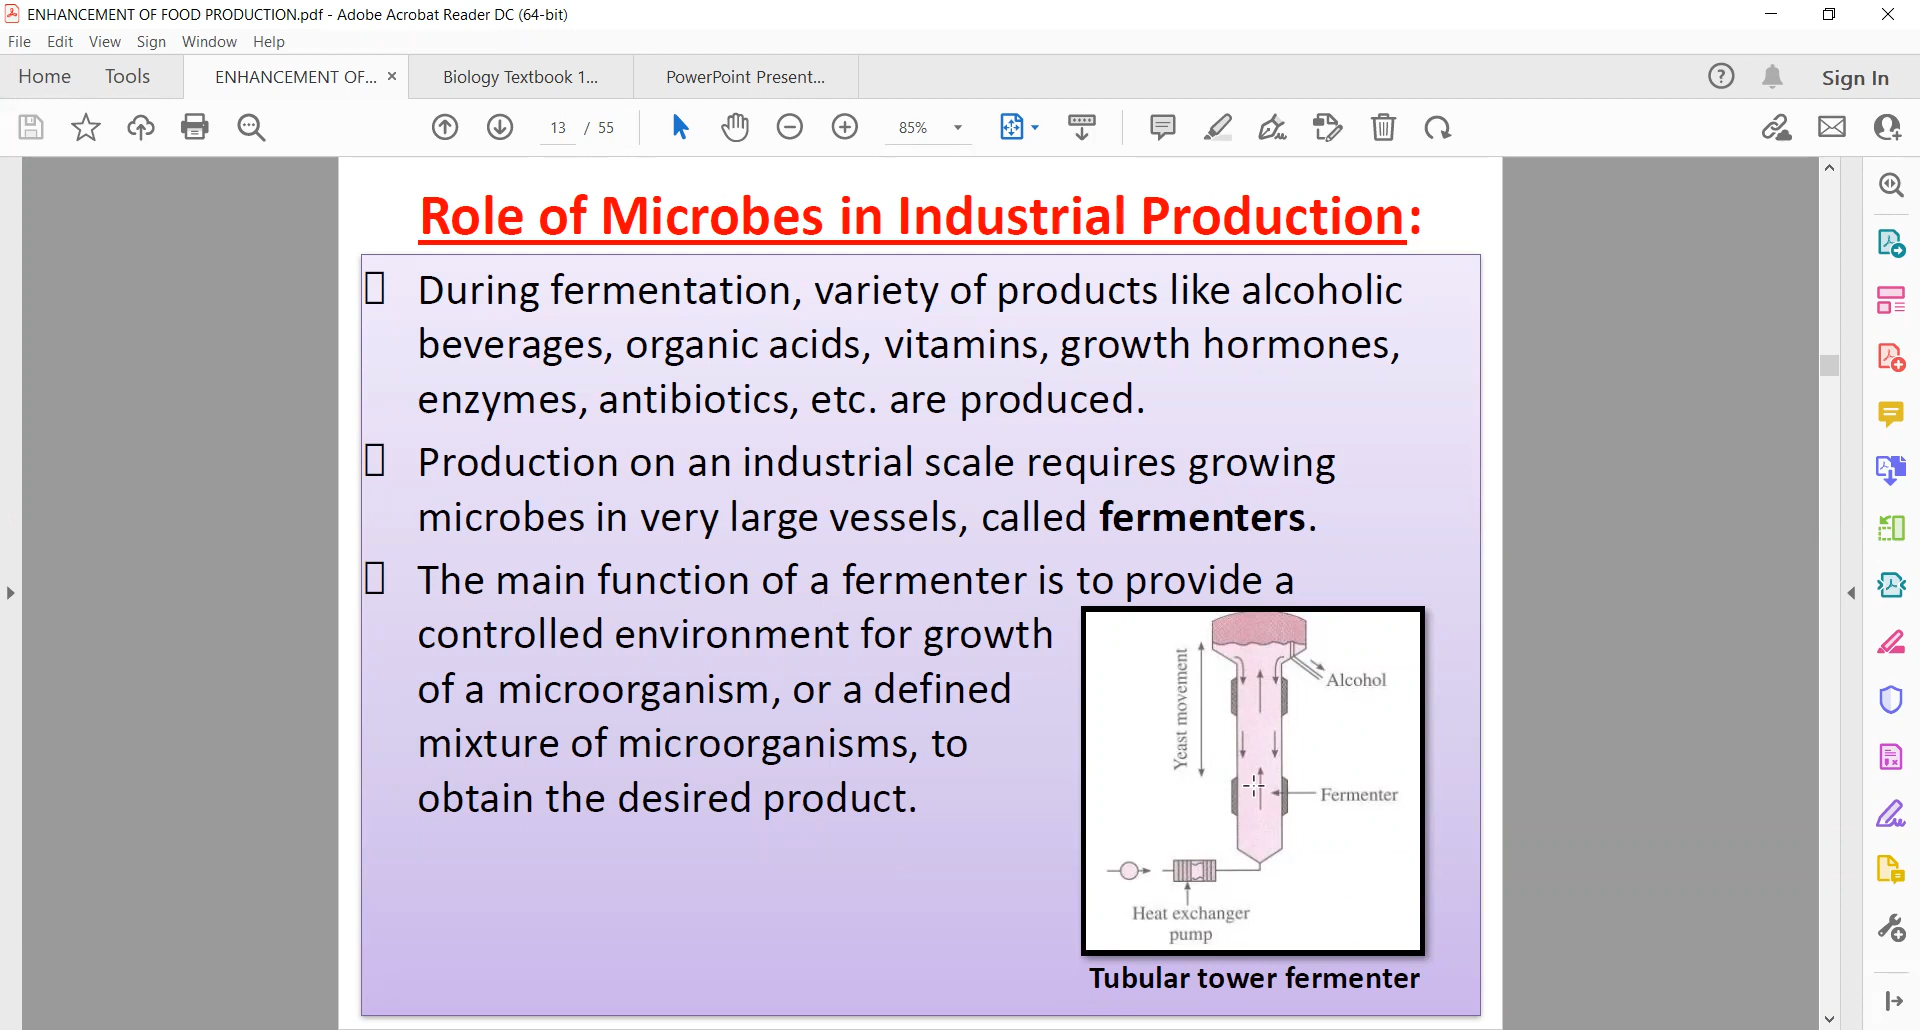 ENHANCEMENT OF FOOD PRODUCTION.pdf - Adobe Acrobat Reader DC (64-bit)
File Edit View Sign Window Help
Home Tools ENHANCEMENT OF... × Biology Textbook 1... PowerPoint Present... Sign In
13 / 55 85%
Role of Microbes in Industrial Production:
During fermentation, variety of products like alcoholic
beverages, organic acids, vitamins, growth hormones,
enzymes, antibiotics, etc. are produced.
Production on an industrial scale requires growing
microbes in very large vessels, called fermenters.
The main function of a fermenter is to provide a
controlled environment for growth
of a microorganism, or a defined
mixture of microorganisms, to
obtain the desired product.
Yeast movement
Alcohol
Fermenter
Heat exchanger
pump
Tubular tower fermenter